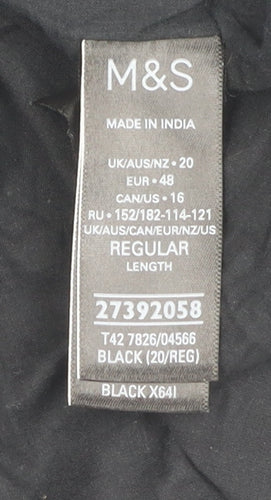 M&S
MADE IN INDIA
UK/AUS/NZ • 20
EUR • 48
CAN/US • 16
RU • 152/182-114-121
UK/AUS/CAN/EUR/NZ/US
REGULAR
LENGTH
27392058
T42 7826/04566
BLACK (20/REG)
BLACK X64I